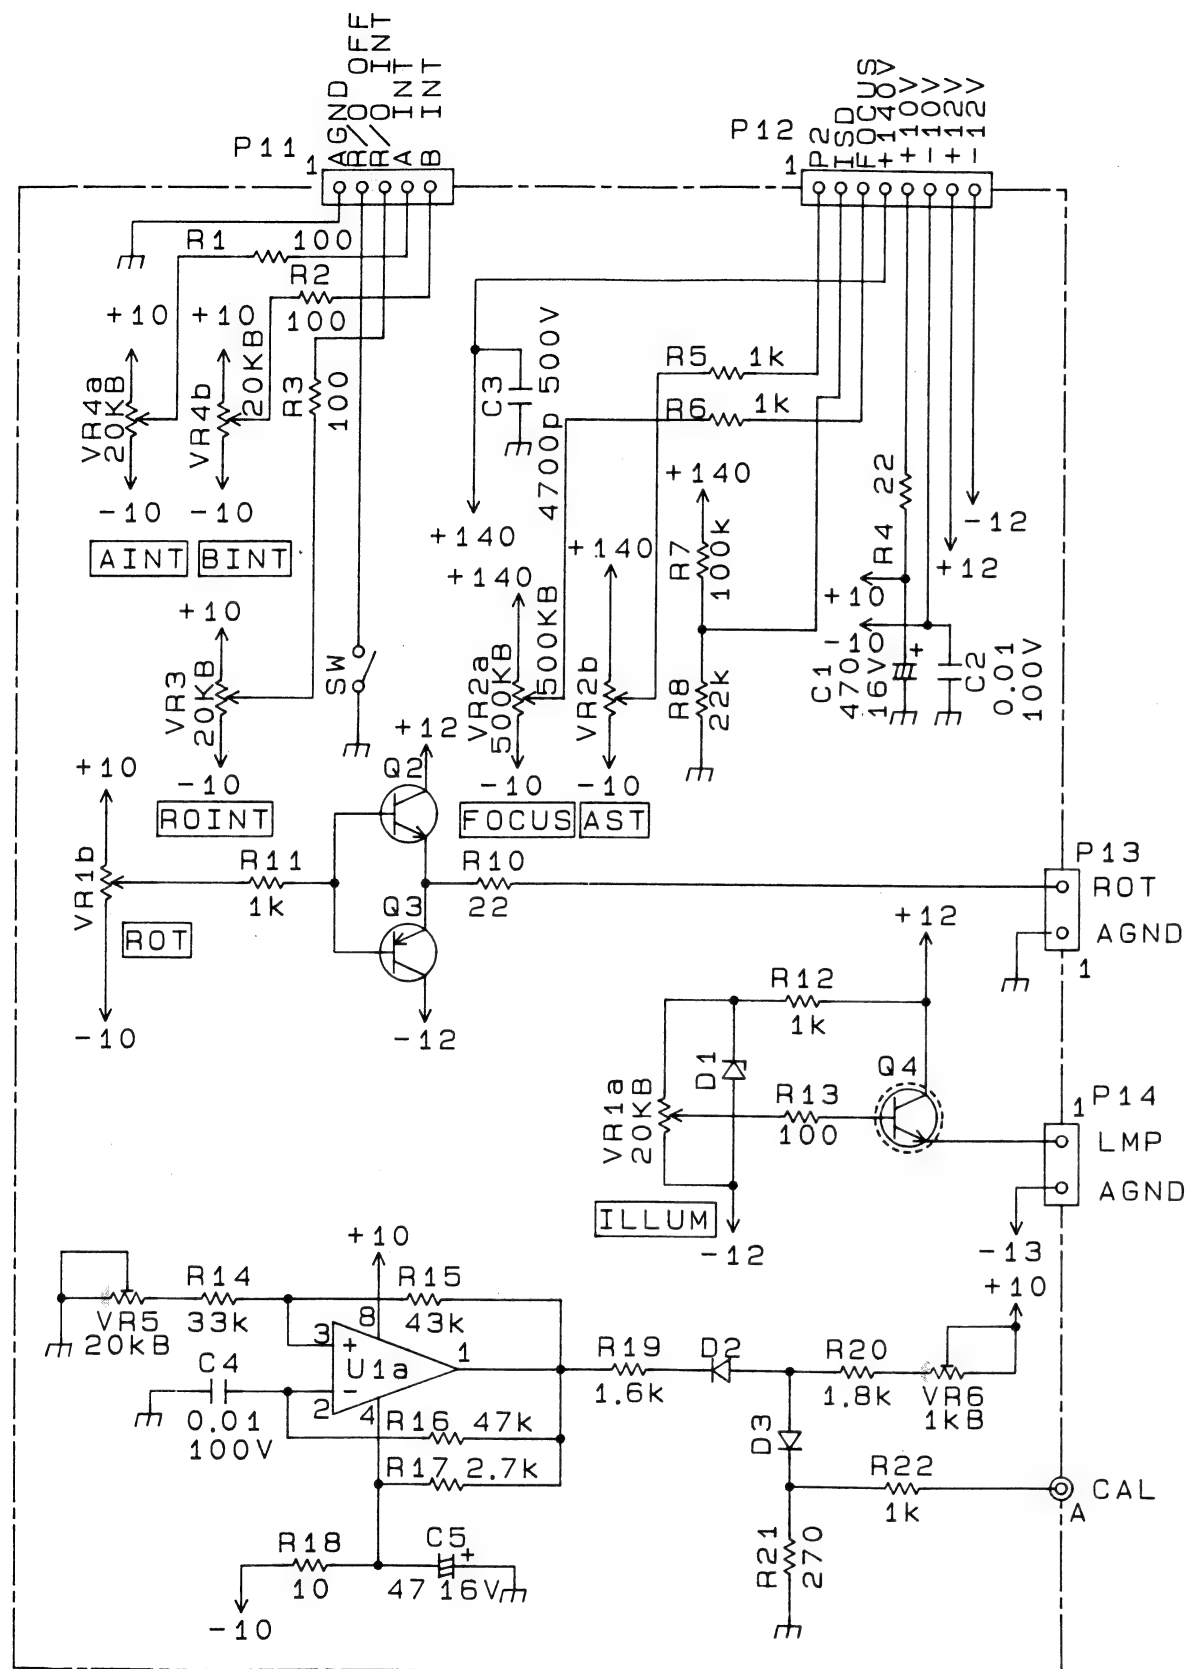 P11
1
AGND
R/O OFF
R/O INT
A INT
B INT
P12
1
P2
ISD
FOCUS
+140V
+10V
-10V
+12V
-12V
R1 100
R2
100
R3
100
+10 +10
VR4a
20KB
VR4b
20KB
-10 -10
AINT BINT
C3
4700p 500V
+140
R5 1k
R6 1k
+140
R7
100k
R8
22k
R4 22
-12
+12
+10
-10
C1
470
16V
+
C2
0.01
100V
+10
VR3
20KB
-10
ROINT
SW
+140
VR2a
500KB
500KB
-10
FOCUS
+140
VR2b
-10
AST
+10
VR1b
-10
ROT
R11
1k
+12
Q2
Q3
-12
R10
22
P13
ROT
AGND
1
+12
R12
1k
D1
VR1a
20KB
R13
100
Q4
ILLUM
-12
P14
1
LMP
AGND
-13
+10
VR5
20KB
R14
33k
+10
R15
43k
8
3
+
U1a
1
-
2
4
C4
0.01
100V
R16 47k
R17 2.7k
R18
10
-10
C5
+
47 16V
R19
1.6k
D2
R20
1.8k
VR6
1kB
D3
R22
1k
R21
270
CAL
A